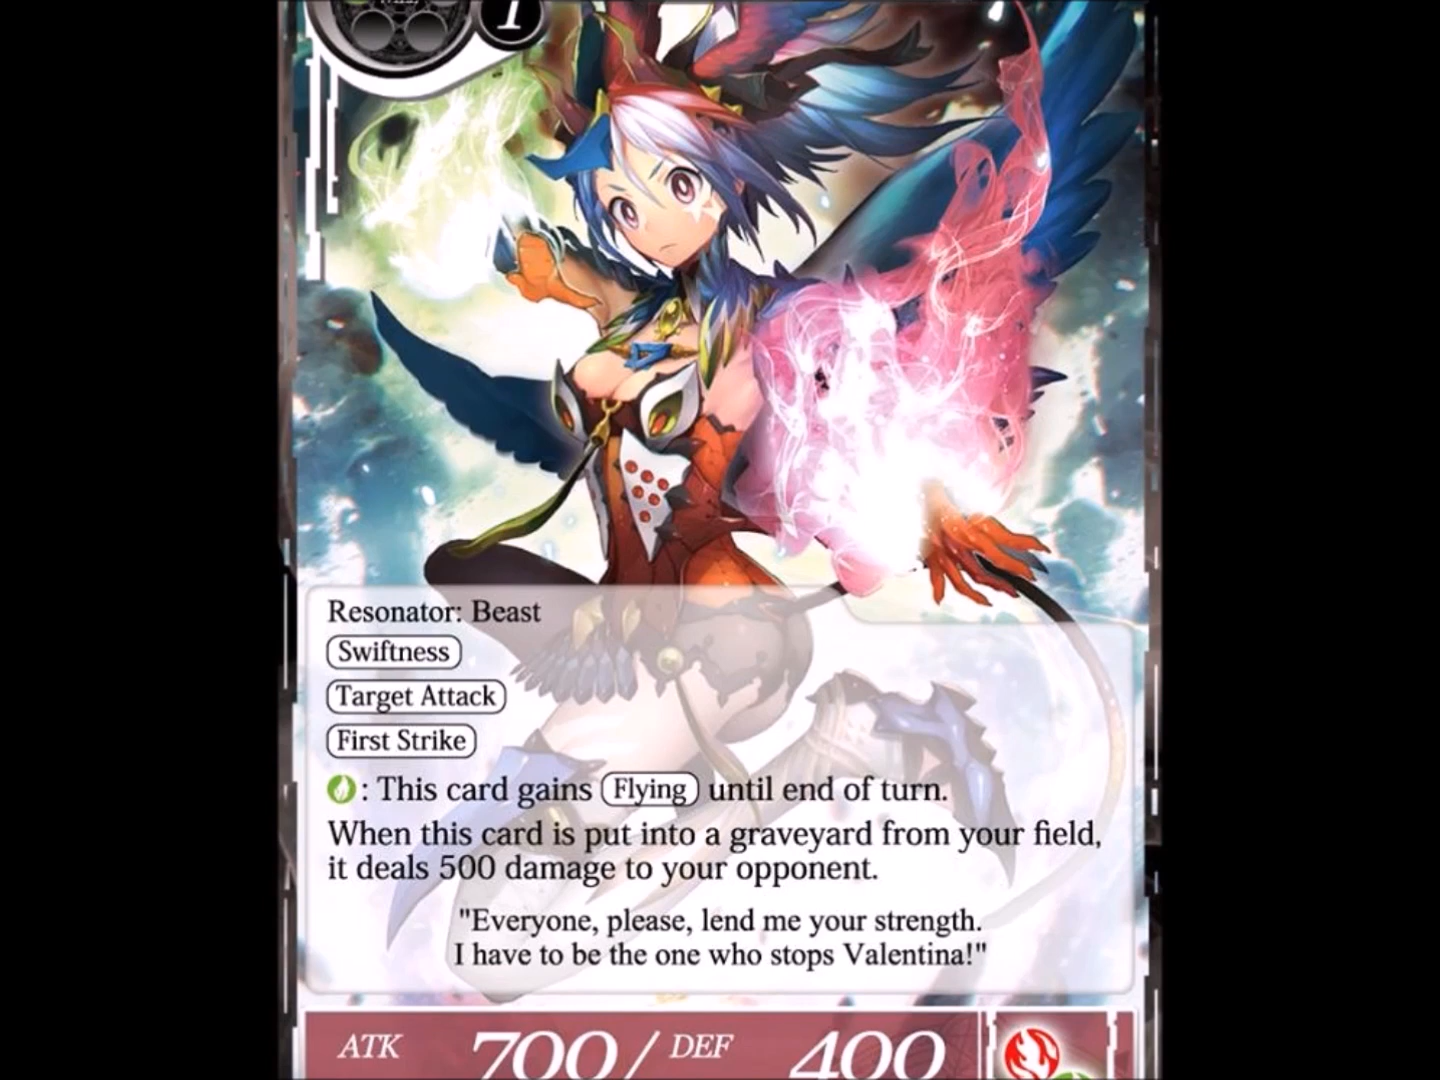 1
Resonator: Beast
Swiftness
Target Attack
First Strike
: This card gains Flying until end of turn.
When this card is put into a graveyard from your field,
it deals 500 damage to your opponent.
"Everyone, please, lend me your strength.
I have to be the one who stops Valentina!"
ATK 700 / DEF 400